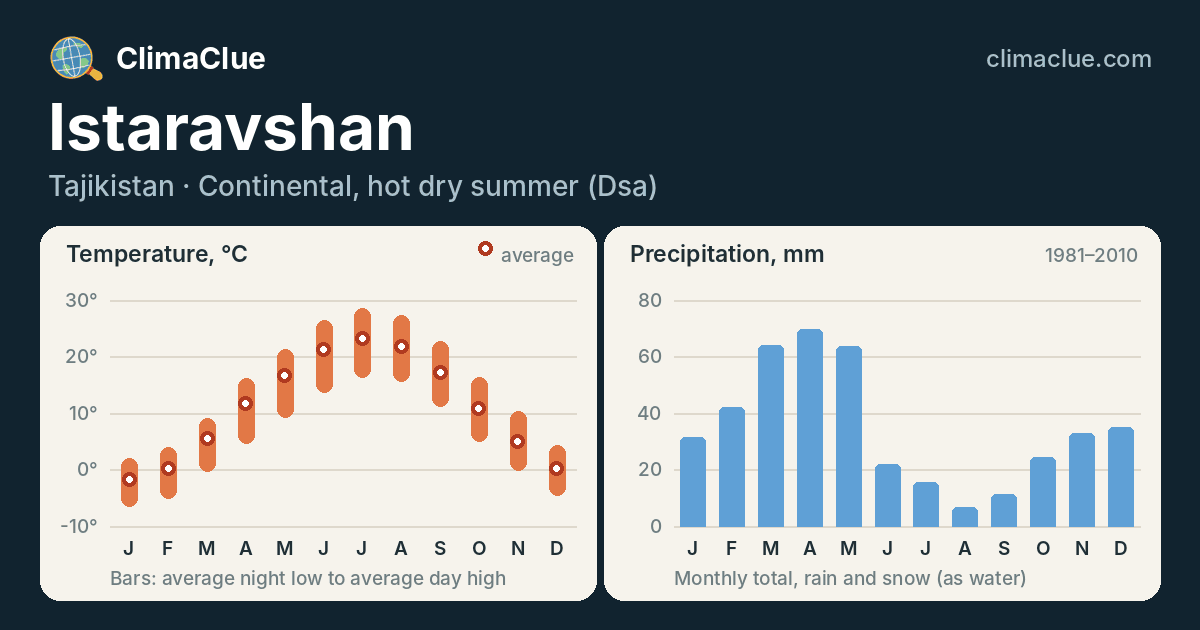 ClimaClue
climaclue.com
Istaravshan
Tajikistan · Continental, hot dry summer (Dsa)
Temperature, °C
average
30°
20°
10°
0°
-10°
J F M A M J J A S O N D
Bars: average night low to average day high
Precipitation, mm
1981–2010
80
60
40
20
0
J F M A M J J A S O N D
Monthly total, rain and snow (as water)